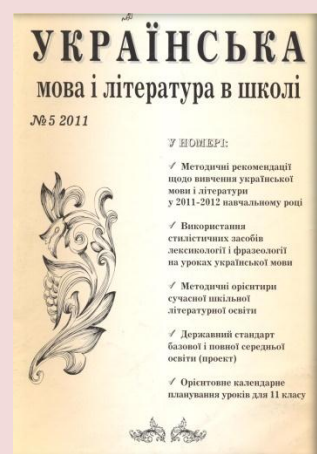 УКРАЇНСЬКА
мова і література в школі
№ 5 2011
У НОМЕРІ:
✓ Методичні рекомендації
щодо вивчення української
мови і літератури
у 2011–2012 навчальному році
✓ Використання
стилістичних засобів
лексикології і фразеології
на уроках української мови
✓ Методичні орієнтири
сучасної шкільної
літературної освіти
✓ Державний стандарт
базової і повної середньої
освіти (проект)
✓ Орієнтовне календарне
планування уроків для 11 класу